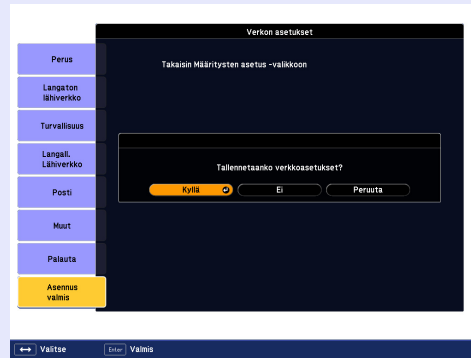 Verkon asetukset
Perus
Takaisin Määritysten asetus -valikkoon
Langaton
lähiverkko
Turvallisuus
Langall.
Lähiverkko
Tallennetaanko verkkoasetukset?
Kyllä Ei Peruuta
Posti
Muut
Palauta
Asennus
valmis
Valitse Enter Valmis